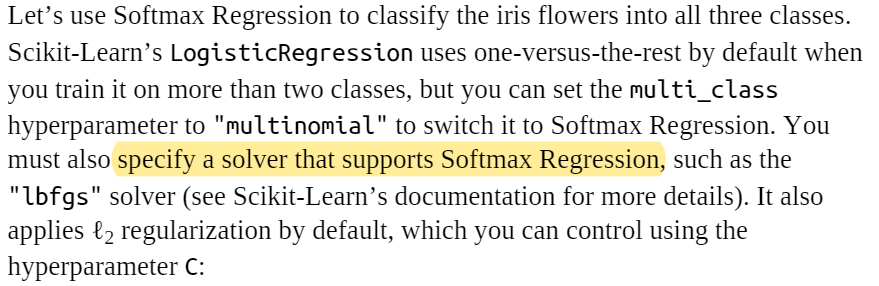 Let’s use Softmax Regression to classify the iris flowers into all three classes.
Scikit-Learn’s LogisticRegression uses one-versus-the-rest by default when
you train it on more than two classes, but you can set the multi_class
hyperparameter to "multinomial" to switch it to Softmax Regression. You
must also specify a solver that supports Softmax Regression, such as the
"lbfgs" solver (see Scikit-Learn’s documentation for more details). It also
applies ℓ₂ regularization by default, which you can control using the
hyperparameter C: